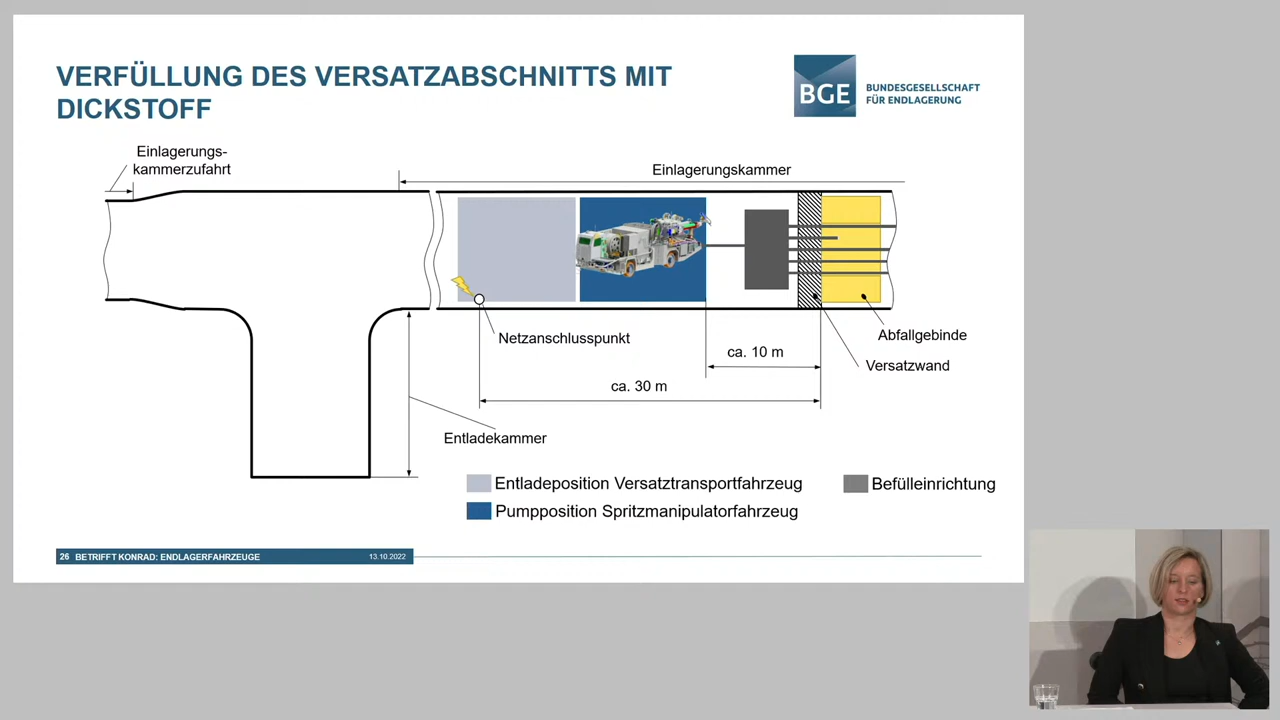 VERFÜLLUNG DES VERSATZABSCHNITTS MIT
DICKSTOFF
BGE
BUNDESGESELLSCHAFT
FÜR ENDLAGERUNG
Einlagerungs-
kammerzufahrt
Einlagerungskammer
Netzanschlusspunkt
Abfallgebinde
ca. 10 m
Versatzwand
ca. 30 m
Entladekammer
Entladeposition Versatztransportfahrzeug
Befülleinrichtung
Pumpposition Spritzmanipulatorfahrzeug
26 BETRIFFT KONRAD: ENDLAGERFAHRZEUGE
13.10.2022